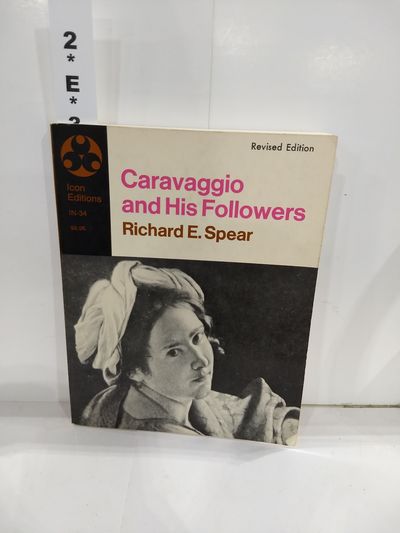 2
*
E
*
Revised Edition
Icon
Editions
IN-34
Caravaggio
and His Followers
Richard E. Spear